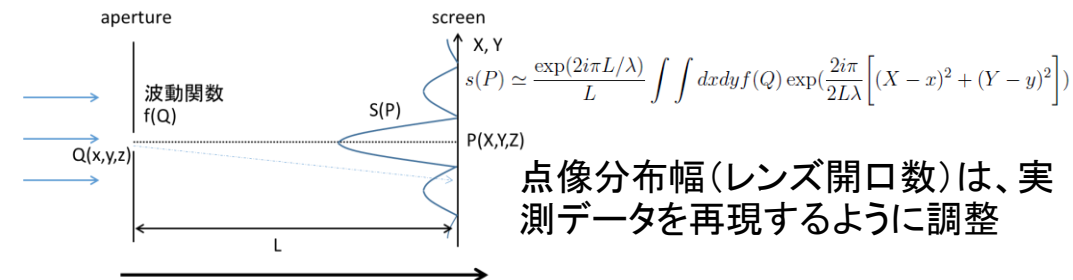 aperture
screen
X, Y
s(P) ≃ exp(2iπL/λ)/L ∫∫ dxdyf(Q) exp(2iπ/2Lλ [(X − x)² + (Y − y)²])
波動関数
f(Q)
S(P)
P(X,Y,Z)
Q(x,y,z)
点像分布幅(レンズ開口数)は、実
測データを再現するように調整
L